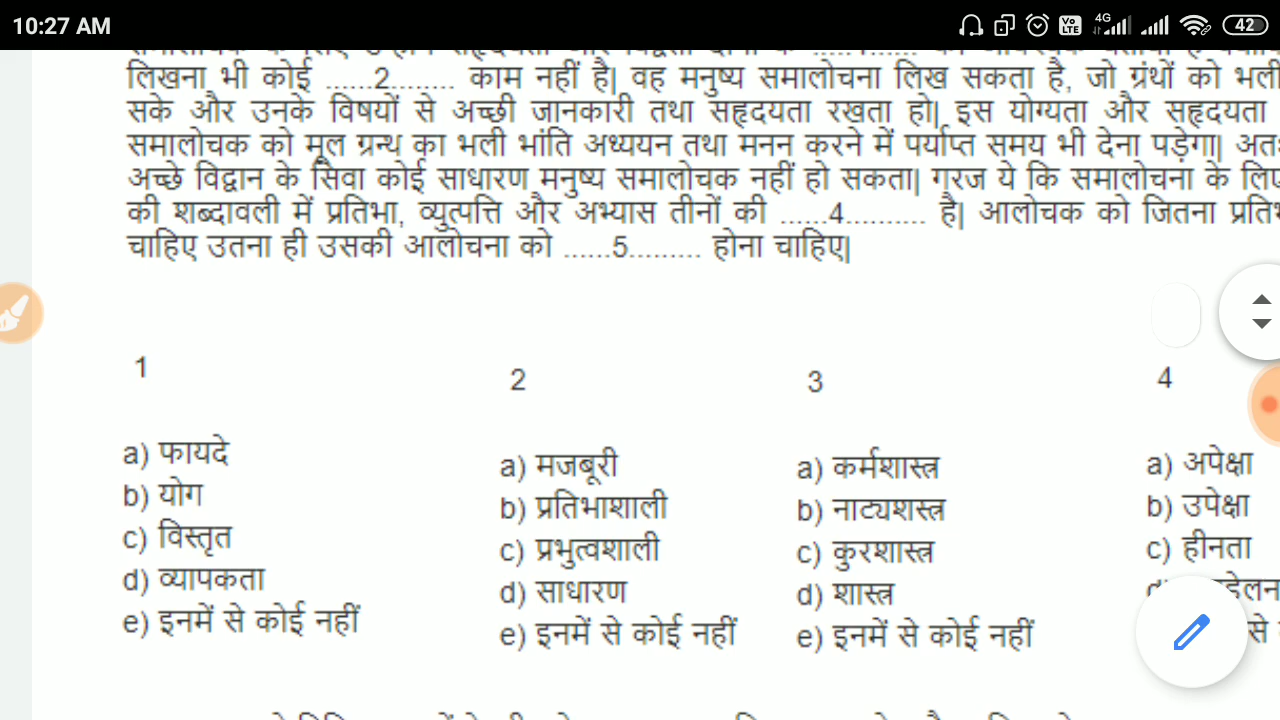 10:27 AM
4G
Vo LTE
42
लिखना भी कोई ......2........ काम नहीं है| वह मनुष्य समालोचना लिख सकता है, जो ग्रंथों को भली
सके और उनके विषयों से अच्छी जानकारी तथा सहृदयता रखता हो| इस योग्यता और सहृदयता
समालोचक को मूल ग्रन्थ का भली भांति अध्ययन तथा मनन करने में पर्याप्त समय भी देना पड़ेगा|
अच्छे विद्वान के सिवा कोई साधारण मनुष्य समालोचक नहीं हो सकता| गरज ये कि समालोचना के
की शब्दावली में प्रतिभा, व्युत्पत्ति और अभ्यास तीनों की ......4.......... है| आलोचक को जितना
चाहिए उतना ही उसकी आलोचना को ......5......... होना चाहिए|
1
a) फायदे
b) योग
c) विस्तृत
d) व्यापकता
e) इनमें से कोई नहीं
2
a) मजबूरी
b) प्रतिभाशाली
c) प्रभुत्वशाली
d) साधारण
e) इनमें से कोई नहीं
3
a) कर्मशास्त्र
b) नाट्यशस्त्र
c) कुरशास्त्र
d) शास्त्र
e) इनमें से कोई नहीं
4
a) अपेक्षा
b) उपेक्षा
c) हीनता
से